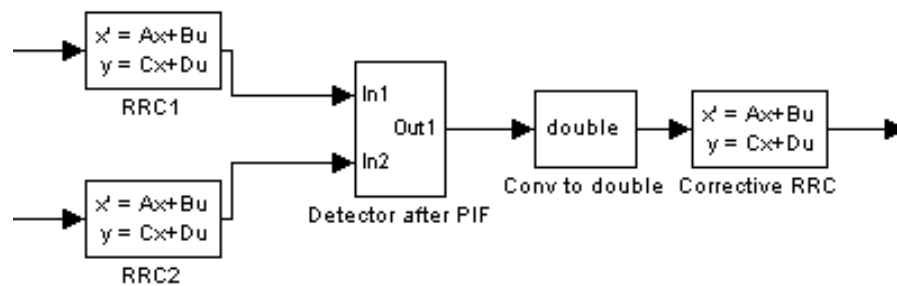 x' = Ax+Bu
y = Cx+Du
RRC1
In1
Out1
In2
Detector after PIF
double
Conv to double
x' = Ax+Bu
y = Cx+Du
Corrective RRC
x' = Ax+Bu
y = Cx+Du
RRC2